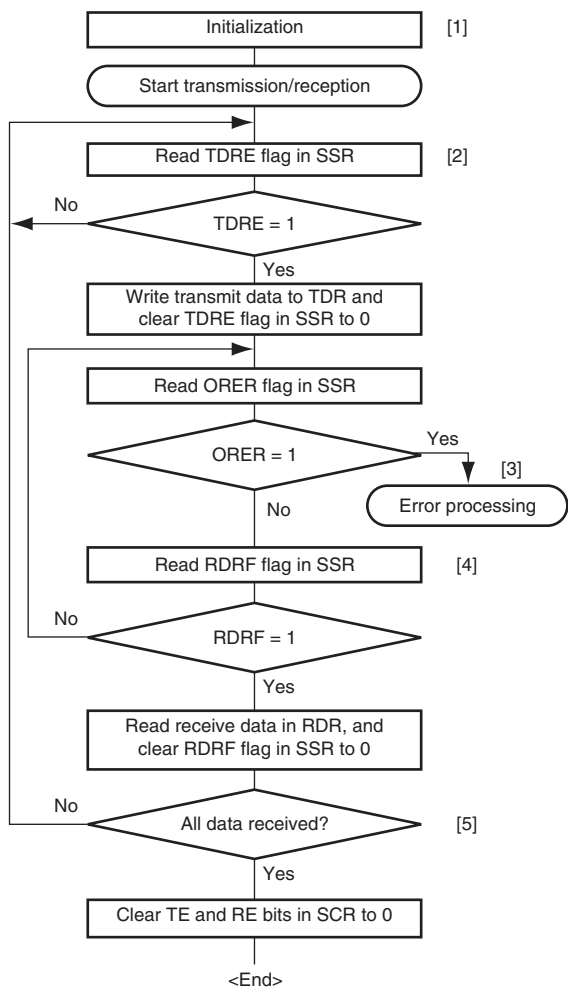 Initialization
[1]
Start transmission/reception
Read TDRE flag in SSR
[2]
No
TDRE = 1
Yes
Write transmit data to TDR and
clear TDRE flag in SSR to 0
Read ORER flag in SSR
Yes
ORER = 1
[3]
Error processing
No
Read RDRF flag in SSR
[4]
No
RDRF = 1
Yes
Read receive data in RDR, and
clear RDRF flag in SSR to 0
No
All data received?
[5]
Yes
Clear TE and RE bits in SCR to 0
<End>